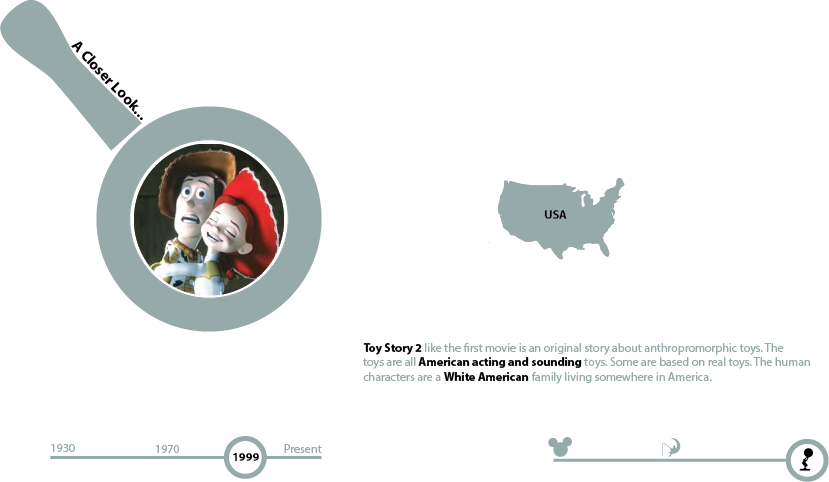 A Closer Look...
USA
Toy Story 2 like the first movie is an original story about anthropromorphic toys. The
toys are all American acting and sounding toys. Some are based on real toys. The human
characters are a White American family living somewhere in America.
1930
1970
1999
Present